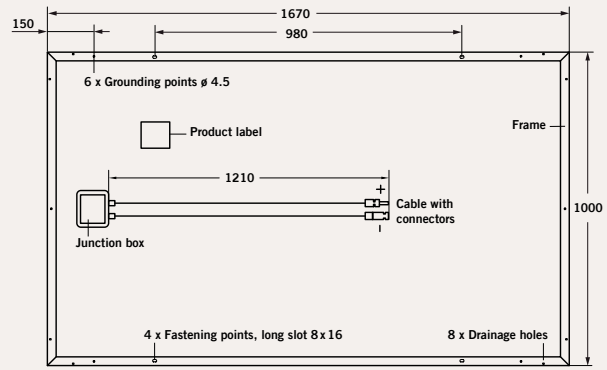 1670
150
980
6 x Grounding points ø 4.5
Product label
Frame
1210
+
Cable with
connectors
1000
–
Junction box
4 x Fastening points, long slot 8 x 16
8 x Drainage holes